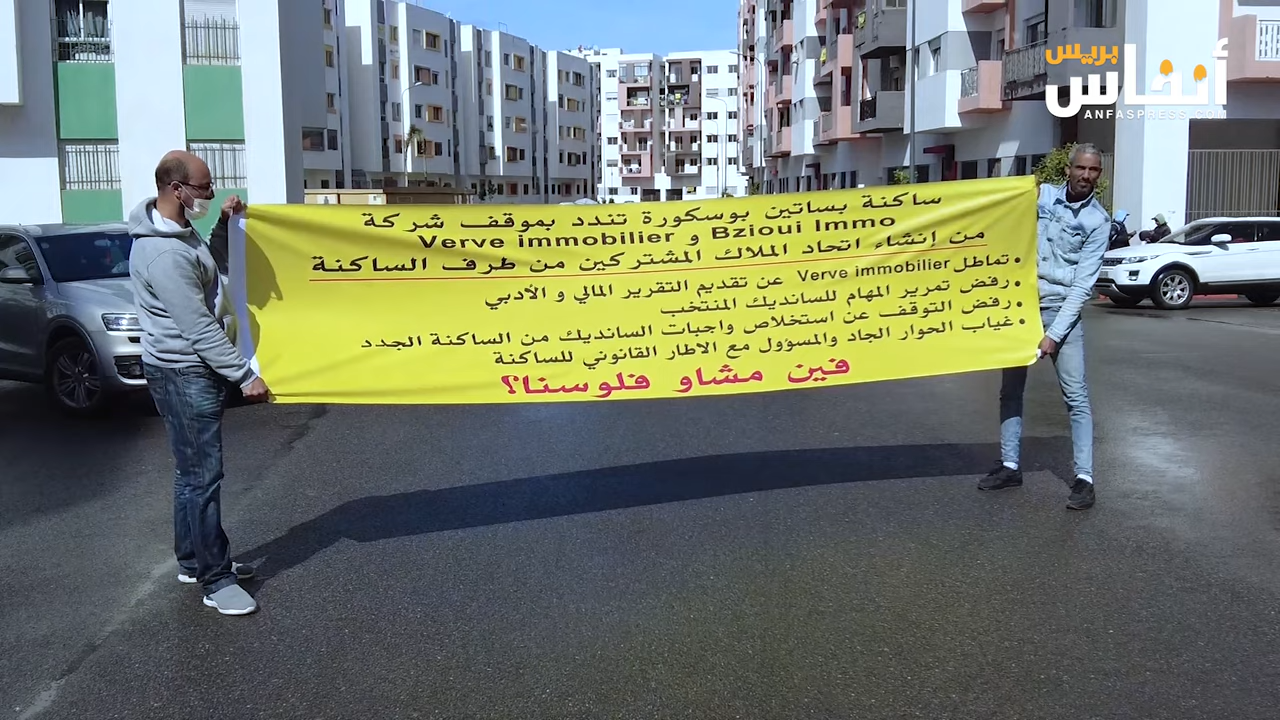 بريس
أنفاس
ANFASPRESS.COM
ساكنة بساتين بوسكورة تندد بموقف شركة
Verve immobilier و Bzioui Immo
من إنشاء اتحاد الملاك المشتركين من طرف الساكنة
• تماطل Verve immobilier عن تقديم التقرير المالي و الأدبي
• رفض تمرير المهام للسانديك المنتخب
• رفض التوقف عن استخلاص واجبات السانديك من الساكنة الجدد
• غياب الحوار الجاد والمسؤول مع الاطار القانوني للساكنة
فين مشاو فلوسنا؟